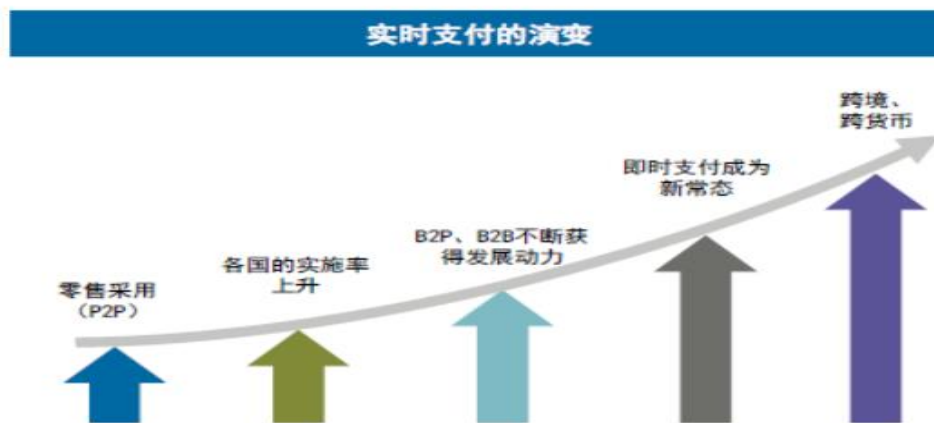 实时支付的演变
零售采用
（P2P）
各国的实施率
上升
B2P、B2B不断获
得发展动力
即时支付成为
新常态
跨境、
跨货币